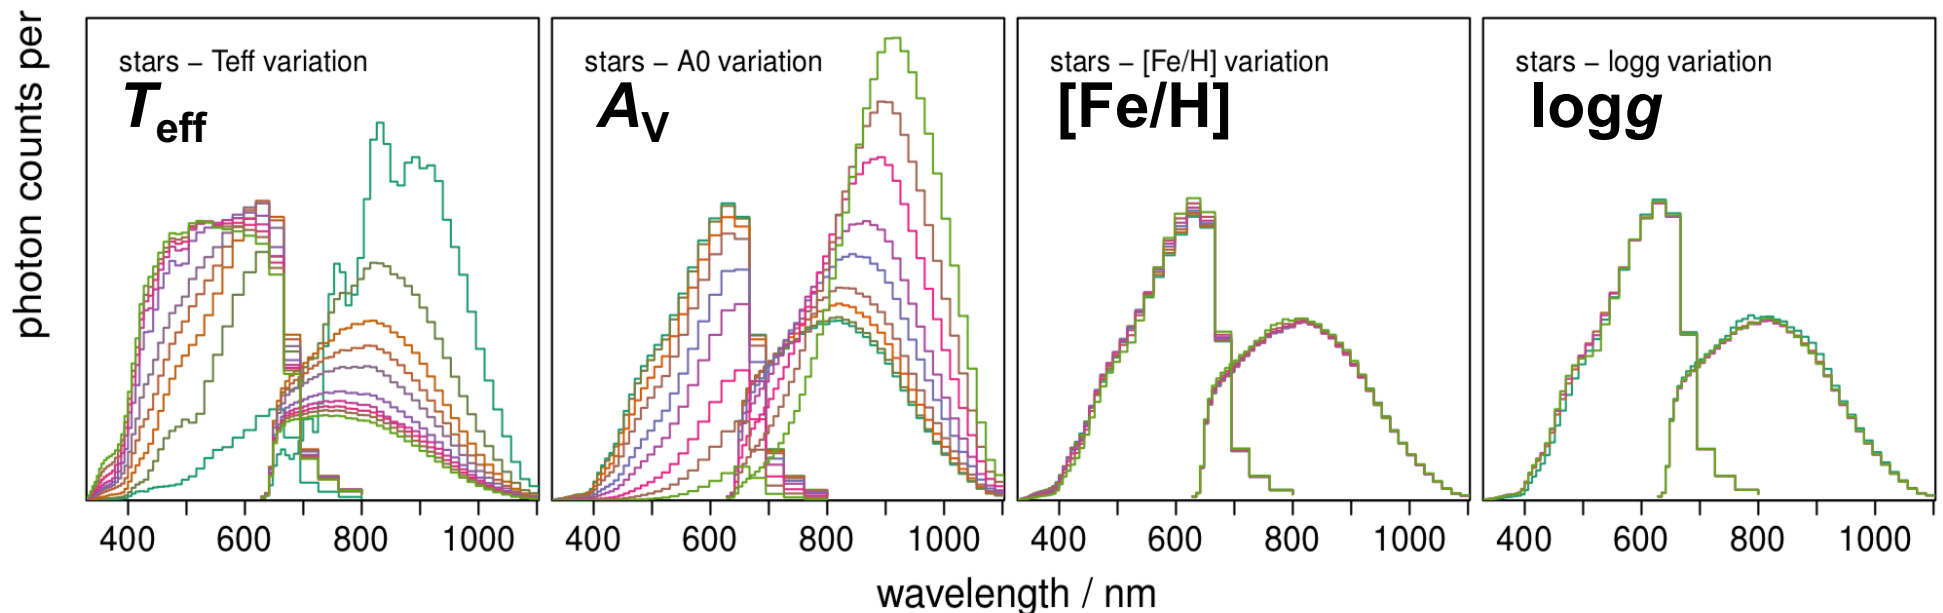 photon counts per
stars – Teff variation
Teff
stars – A0 variation
AV
stars – [Fe/H] variation
[Fe/H]
stars – logg variation
logg
400 600 800 1000
400 600 800 1000
400 600 800 1000
400 600 800 1000
wavelength / nm